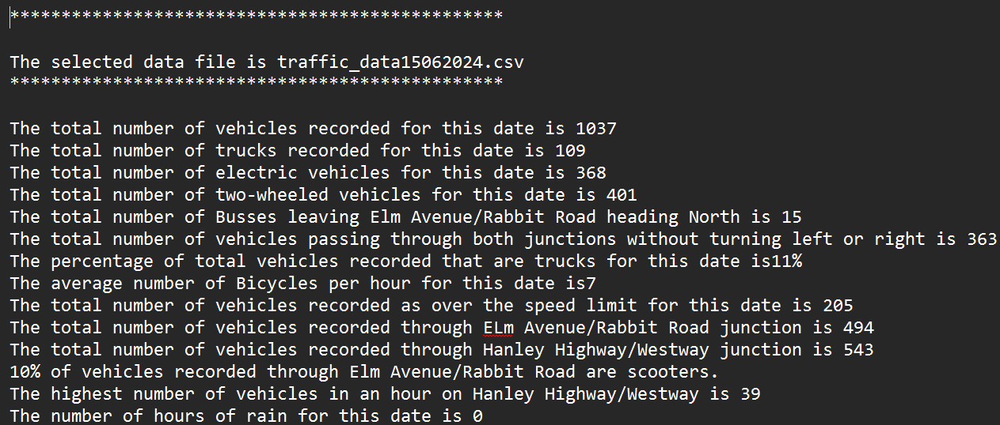 ************************************************
The selected data file is traffic_data15062024.csv
************************************************
The total number of vehicles recorded for this date is 1037
The total number of trucks recorded for this date is 109
The total number of electric vehicles for this date is 368
The total number of two-wheeled vehicles for this date is 401
The total number of Busses leaving Elm Avenue/Rabbit Road heading North is 15
The total number of vehicles passing through both junctions without turning left or right is 363
The percentage of total vehicles recorded that are trucks for this date is11%
The average number of Bicycles per hour for this date is7
The total number of vehicles recorded as over the speed limit for this date is 205
The total number of vehicles recorded through ELm Avenue/Rabbit Road junction is 494
The total number of vehicles recorded through Hanley Highway/Westway junction is 543
10% of vehicles recorded through Elm Avenue/Rabbit Road are scooters.
The highest number of vehicles in an hour on Hanley Highway/Westway is 39
The number of hours of rain for this date is 0